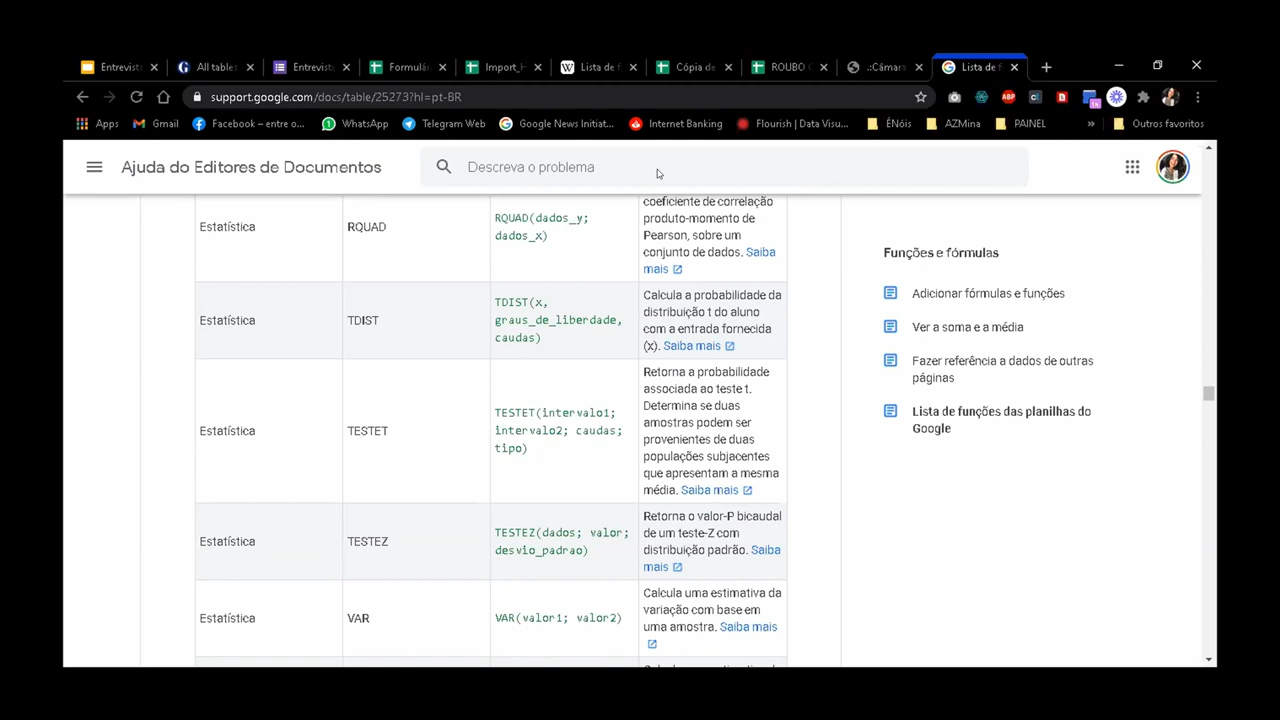 Entrevist
All tables
Entrevist
Formulár
Import_H
Lista de f
Cópia de
ROUBO C
.:Câmara
Lista de f
support.google.com/docs/table/25273?hl=pt-BR
Apps
Gmail
Facebook – entre o...
WhatsApp
Telegram Web
Google News Initiat...
Internet Banking
Flourish | Data Visu...
ÉNóis
AZMina
PAINEL
»
Outros favoritos
Ajuda do Editores de Documentos
Descreva o problema
Estatística
RQUAD
RQUAD(dados_y;
dados_x)
coeficiente de correlação
produto-momento de
Pearson, sobre um
conjunto de dados. Saiba
mais
Estatística
TDIST
TDIST(x,
graus_de_liberdade,
caudas)
Calcula a probabilidade da
distribuição t do aluno
com a entrada fornecida
(x). Saiba mais
Estatística
TESTET
TESTET(intervalo1;
intervalo2; caudas;
tipo)
Retorna a probabilidade
associada ao teste t.
Determina se duas
amostras podem ser
provenientes de duas
populações subjacentes
que apresentam a mesma
média. Saiba mais
Estatística
TESTEZ
TESTEZ(dados; valor;
desvio_padrao)
Retorna o valor-P bicaudal
de um teste-Z com
distribuição padrão. Saiba
mais
Estatística
VAR
VAR(valor1; valor2)
Calcula uma estimativa da
variação com base em
uma amostra. Saiba mais
Funções e fórmulas
Adicionar fórmulas e funções
Ver a soma e a média
Fazer referência a dados de outras
páginas
Lista de funções das planilhas do
Google